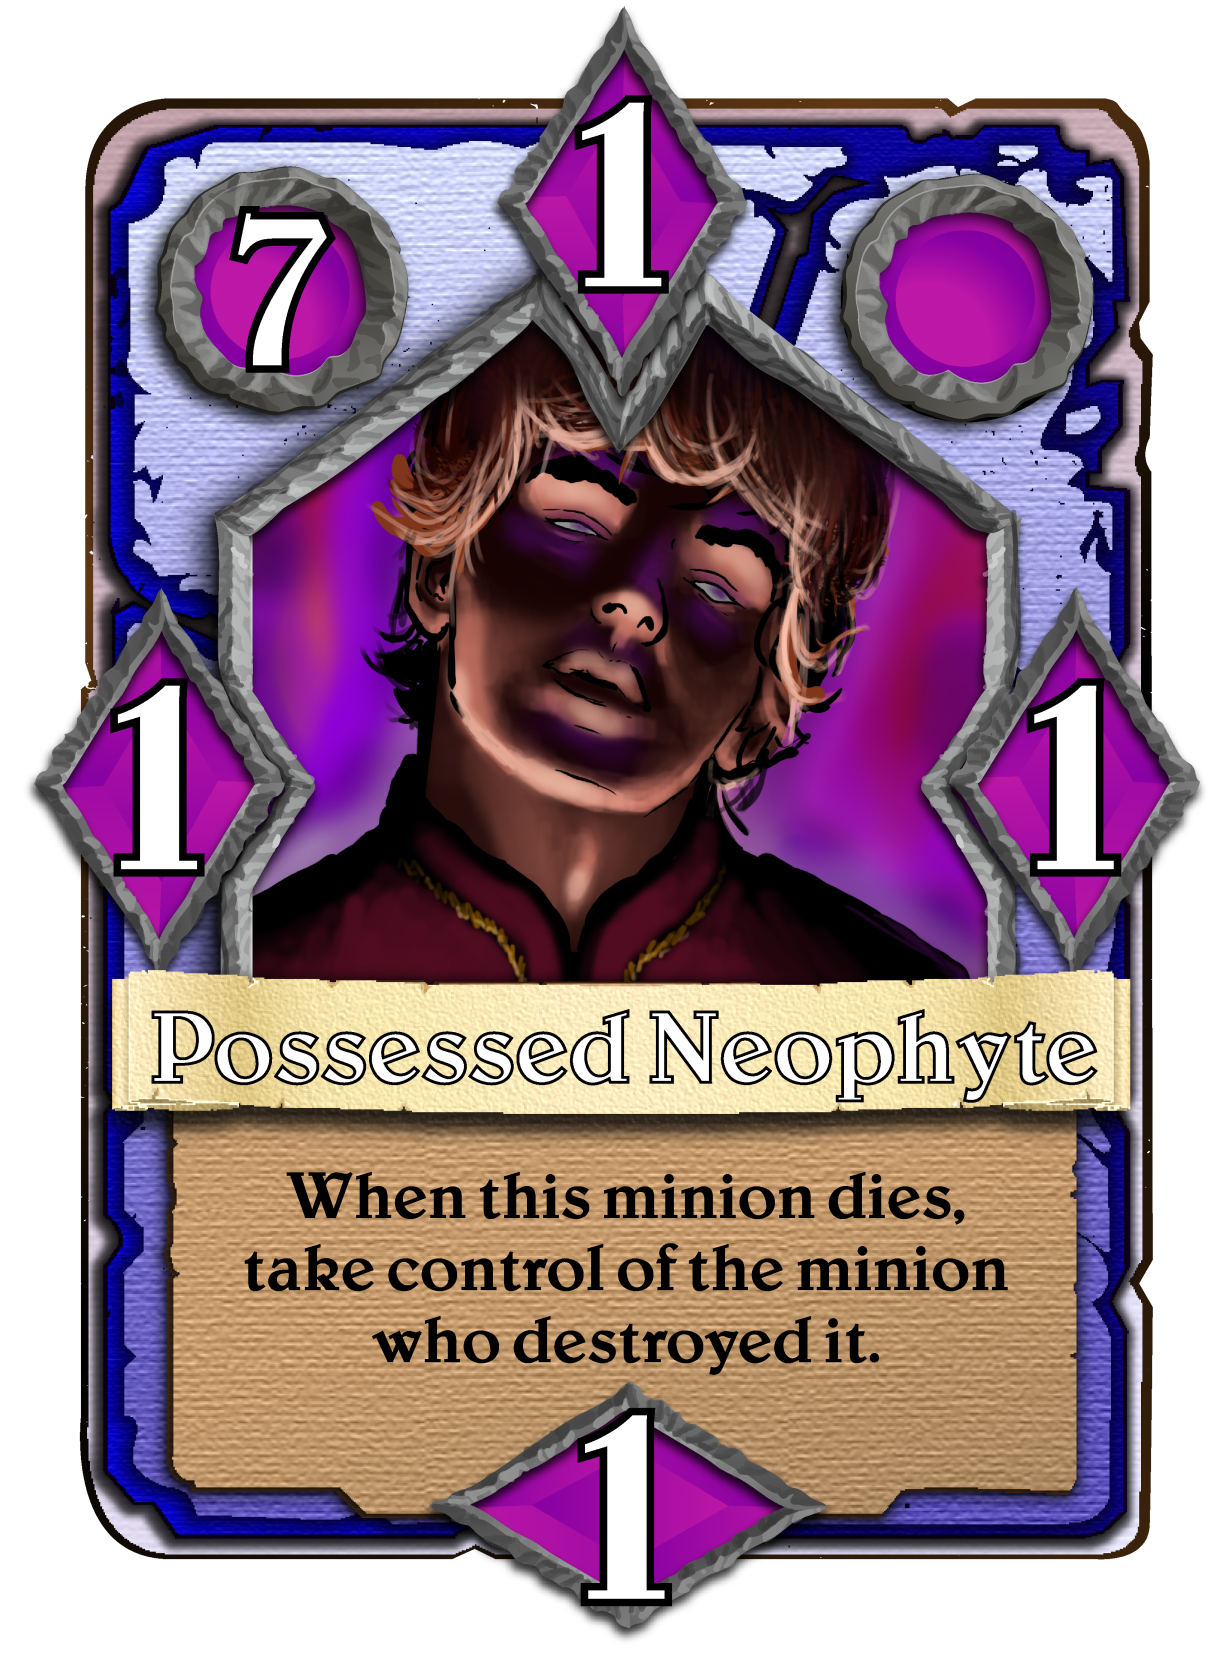 1
7
1
1
Possessed Neophyte
When this minion dies,
take control of the minion
who destroyed it.
1